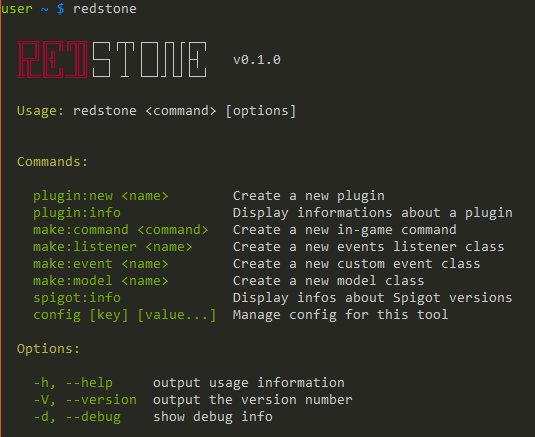 user ~ $ redstone
REDSTONE v0.1.0
Usage: redstone <command> [options]
Commands:
plugin:new <name> Create a new plugin
plugin:info Display informations about a plugin
make:command <command> Create a new in-game command
make:listener <name> Create a new events listener class
make:event <name> Create a new custom event class
make:model <name> Create a new model class
spigot:info Display infos about Spigot versions
config [key] [value...] Manage config for this tool
Options:
-h, --help output usage information
-V, --version output the version number
-d, --debug show debug info